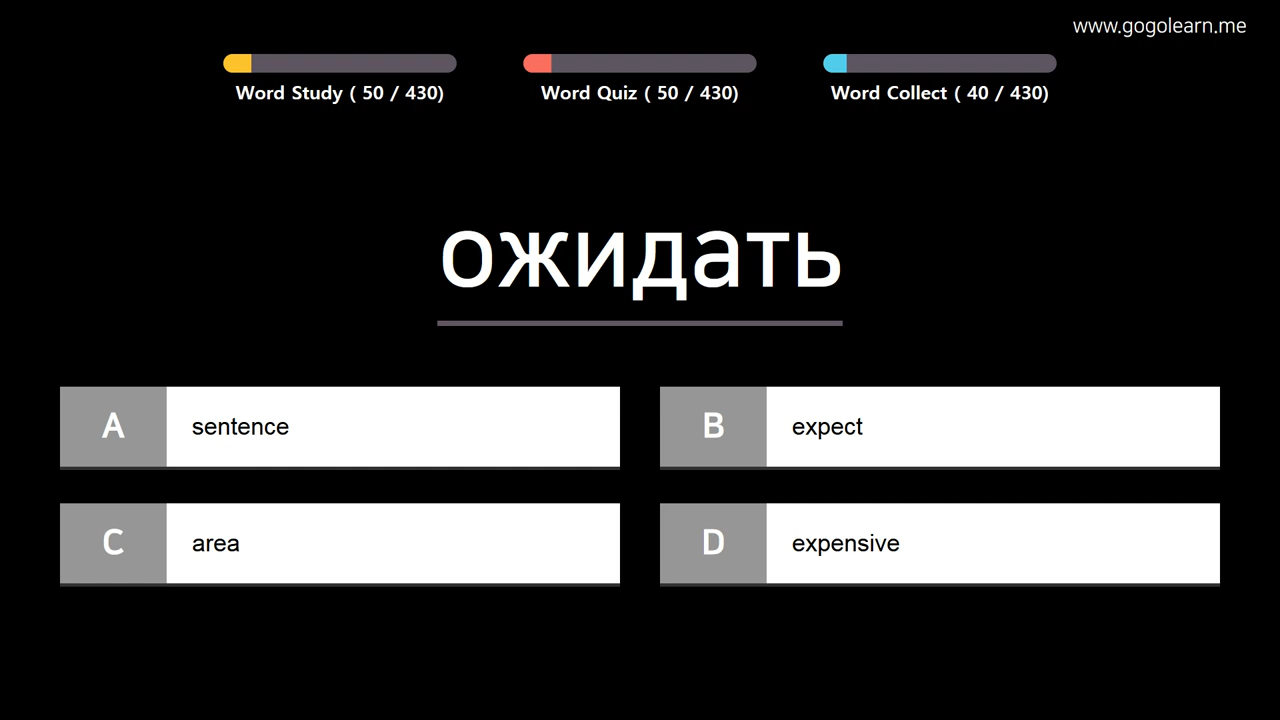 www.gogolearn.me
Word Study ( 50 / 430)
Word Quiz ( 50 / 430)
Word Collect ( 40 / 430)
ожидать
A sentence
B expect
C area
D expensive